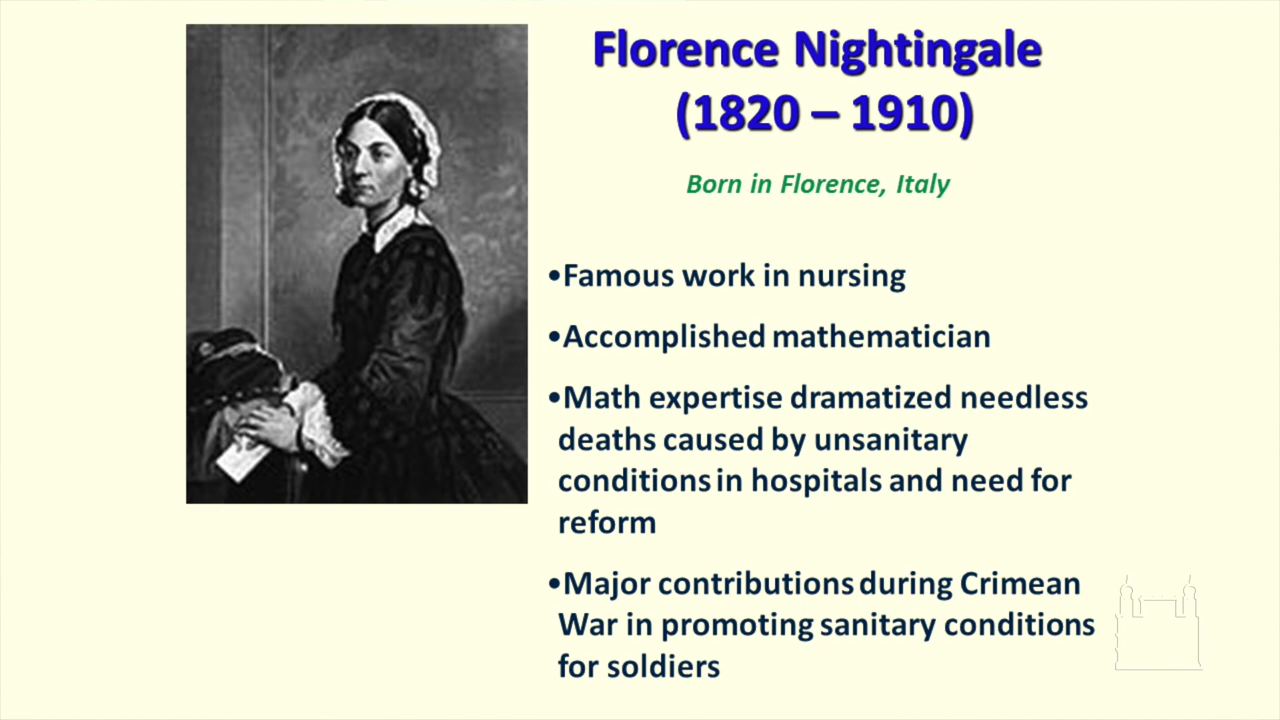 Florence Nightingale
(1820 – 1910)
Born in Florence, Italy
•Famous work in nursing
•Accomplished mathematician
•Math expertise dramatized needless
deaths caused by unsanitary
conditions in hospitals and need for
reform
•Major contributions during Crimean
War in promoting sanitary conditions
for soldiers